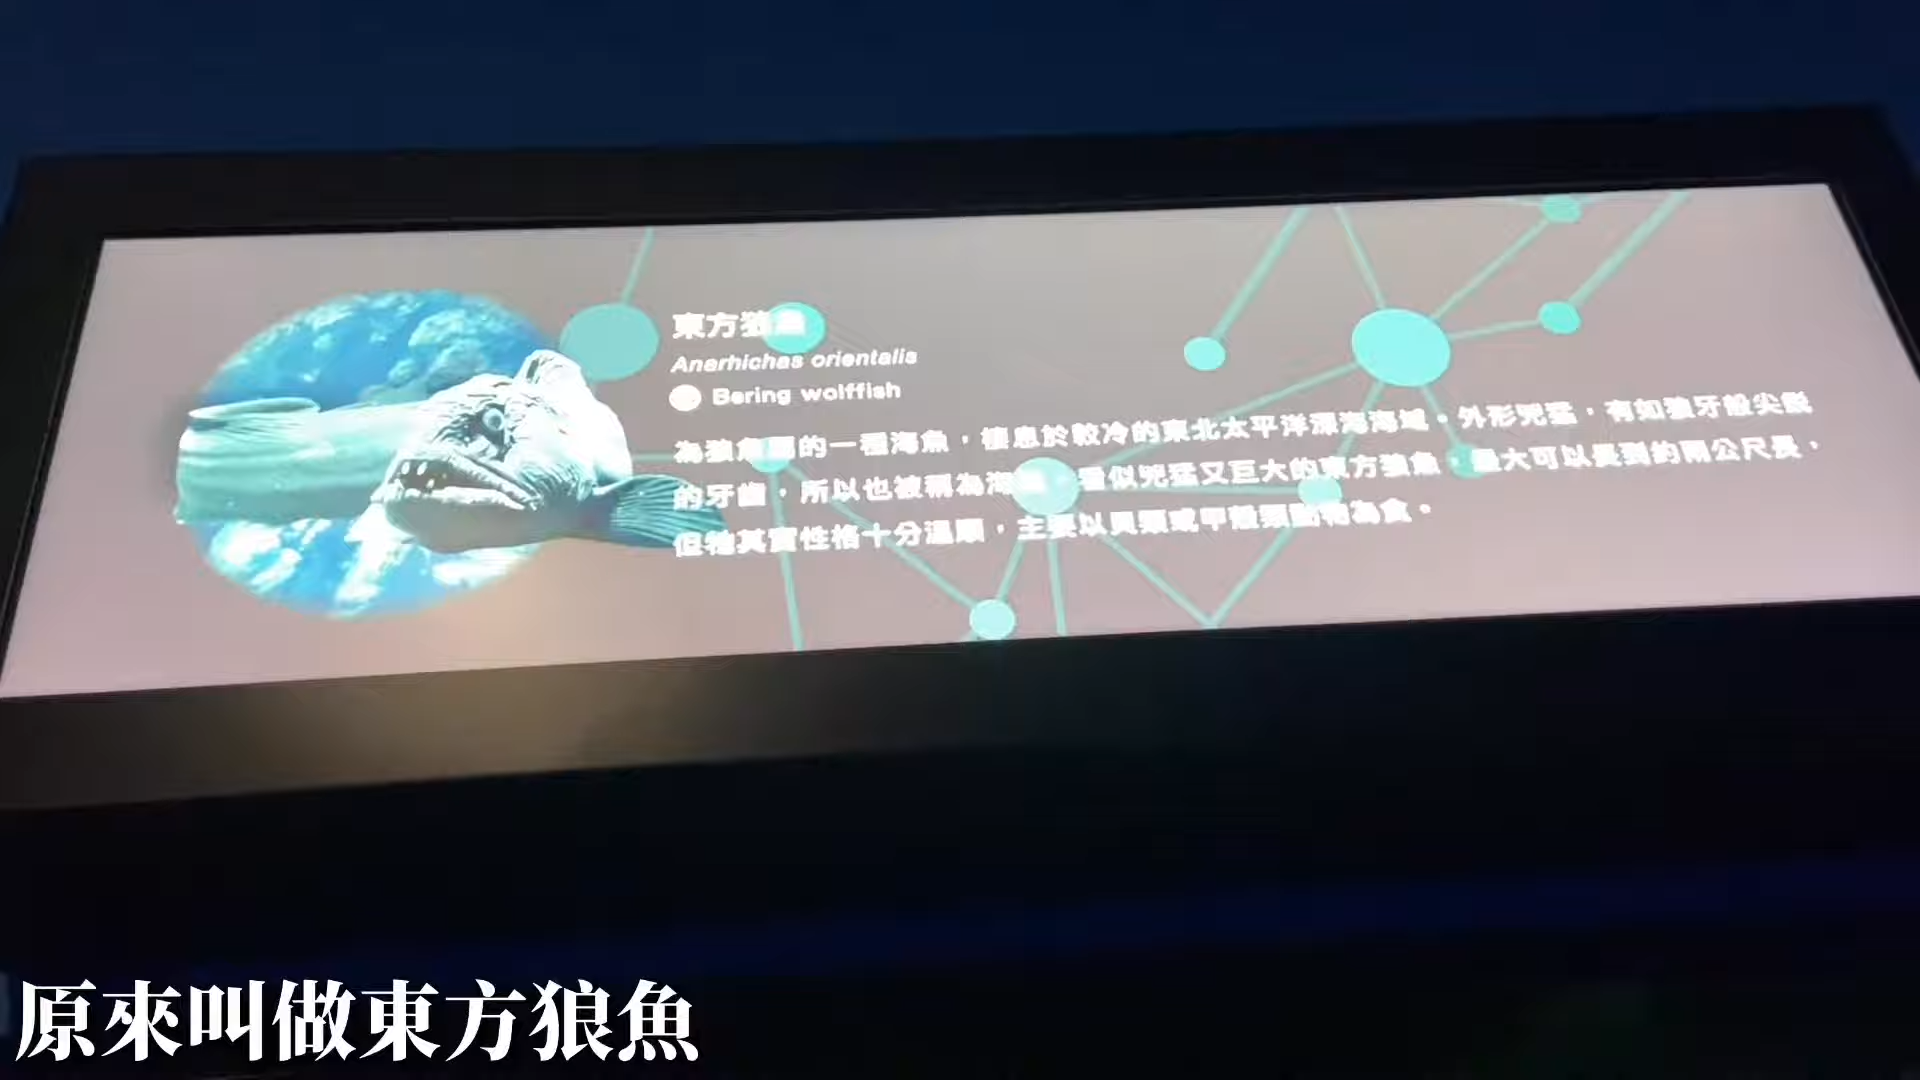 東方狼魚
Anarhichas orientalis
Bering wolffish
為狼魚屬的一種海魚，棲息於較冷的東北太平洋深海海域。外形兇猛，有如狼牙般尖銳
的牙齒，所以也被稱為海 看似兇猛又巨大的東方狼魚，最大可以長到約兩公尺長，
但牠其實性格十分溫順，主要以貝類或甲殼類動物為食。
原來叫做東方狼魚